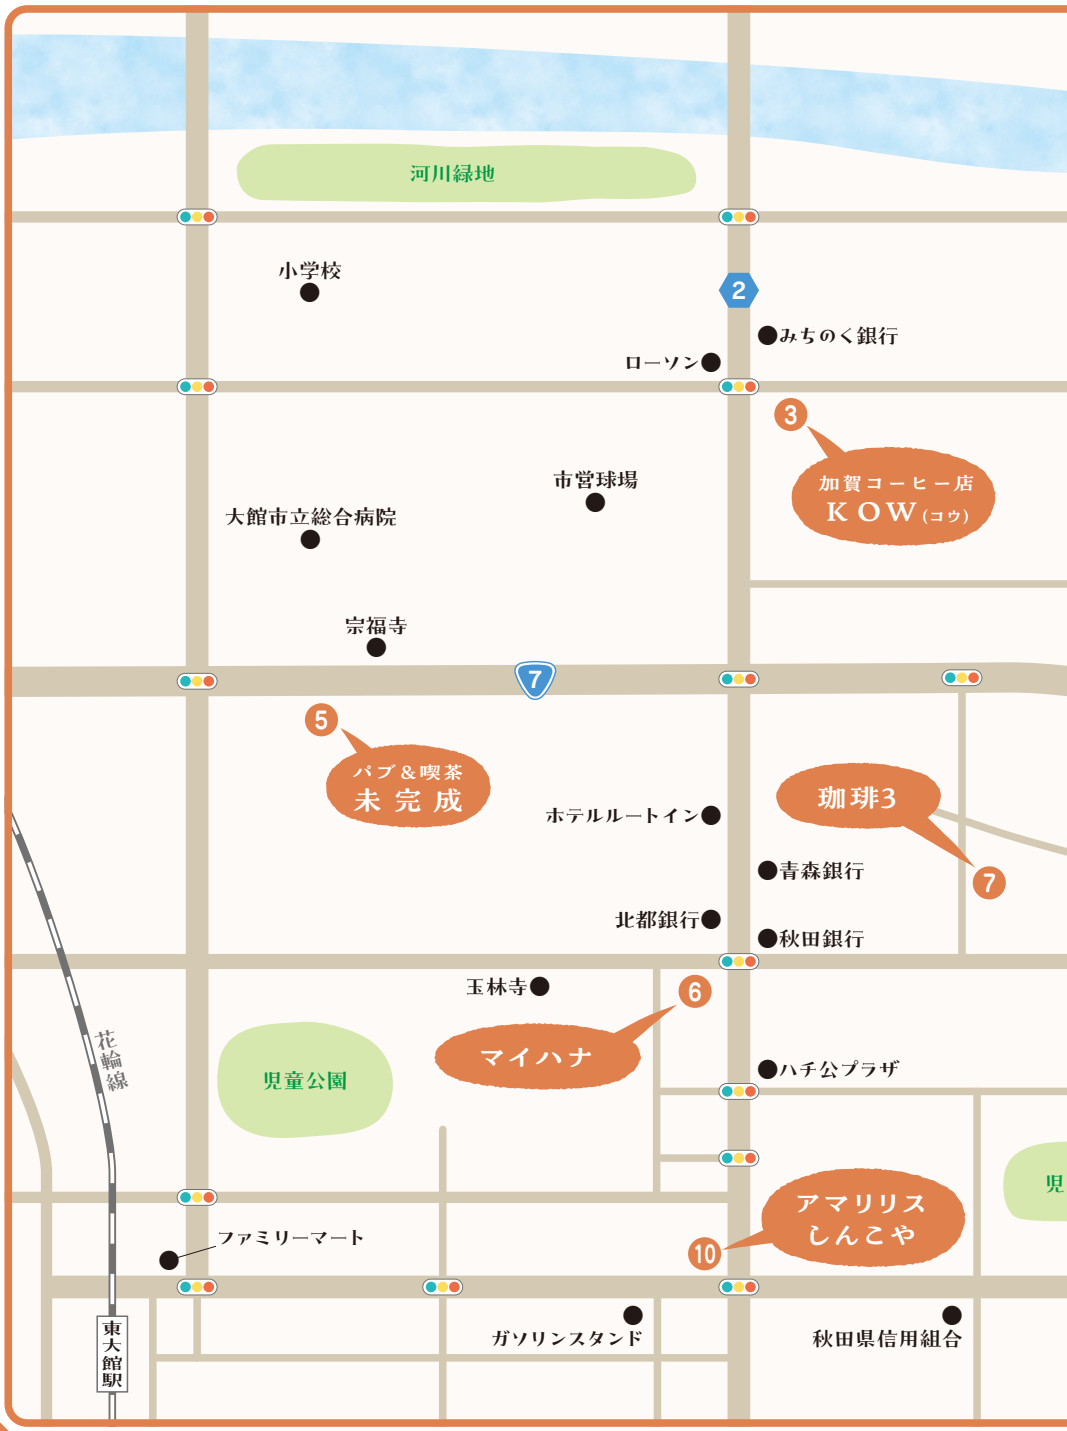 河川緑地
小学校
2
みちのく銀行
ローソン
3
加賀コーヒー店
KOW(コウ)
市営球場
大館市立総合病院
宗福寺
7
5
パブ&喫茶
未完成
珈琲3
ホテルルートイン
青森銀行
7
北都銀行
秋田銀行
玉林寺
6
花輪線
マイハナ
ハチ公プラザ
児童公園
児
アマリリス
しんこや
ファミリーマート
10
ガソリンスタンド
秋田県信用組合
東大館駅